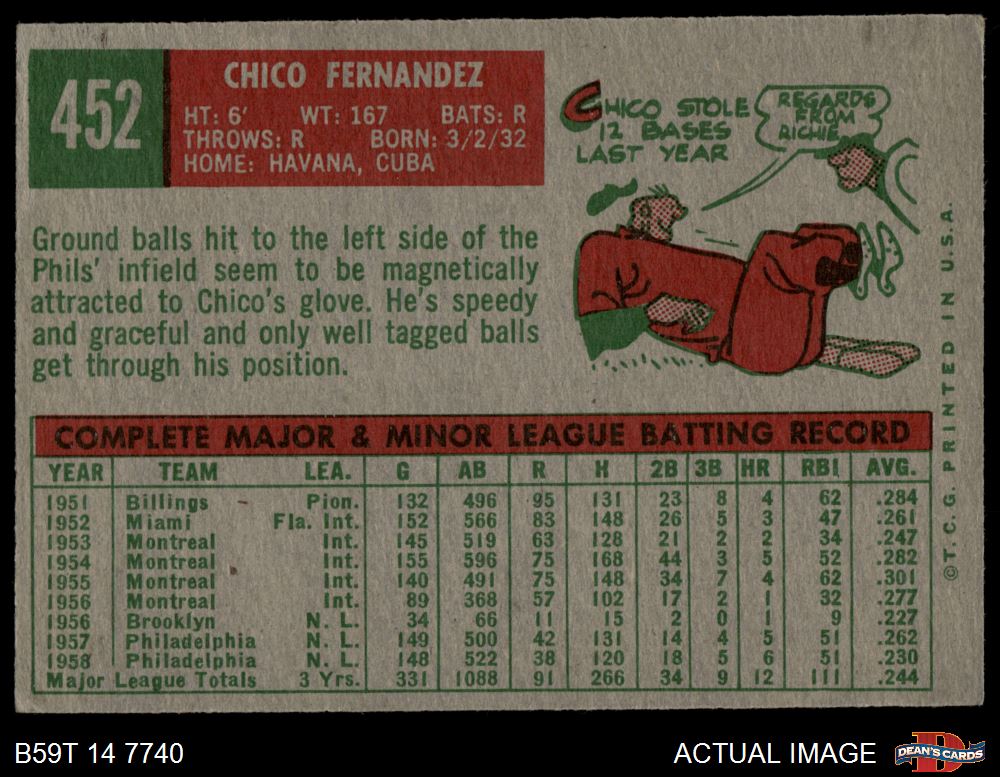 452
CHICO FERNANDEZ
HT: 6' WT: 167 BATS: R
THROWS: R BORN: 3/2/32
HOME: HAVANA, CUBA
CHICO STOLE
12 BASES
LAST YEAR
REGARDS
FROM
RICHIE
Ground balls hit to the left side of the
Phils' infield seem to be magnetically
attracted to Chico's glove. He's speedy
and graceful and only well tagged balls
get through his position.
COMPLETE MAJOR & MINOR LEAGUE BATTING RECORD
YEAR TEAM LEA. G AB R H 2B 3B HR RBI AVG.
1951 Billings Pion. 132 496 95 131 23 8 4 62 .284
1952 Miami Fla. Int. 152 566 83 148 26 5 3 47 .261
1953 Montreal Int. 145 519 63 128 21 2 2 34 .247
1954 Montreal Int. 155 596 75 168 44 3 5 52 .282
1955 Montreal Int. 140 491 75 148 34 7 4 62 .301
1956 Montreal Int. 89 368 57 102 17 2 1 32 .277
1956 Brooklyn N. L. 34 66 11 15 2 0 1 9 .227
1957 Philadelphia N. L. 149 500 42 131 14 4 5 51 .262
1958 Philadelphia N. L. 148 522 38 120 18 5 6 51 .230
Major League Totals 3 Yrs. 331 1088 91 266 34 9 12 111 .244
©T.C.G. PRINTED IN U.S.A.
B59T 14 7740
ACTUAL IMAGE
DEAN'S CARDS